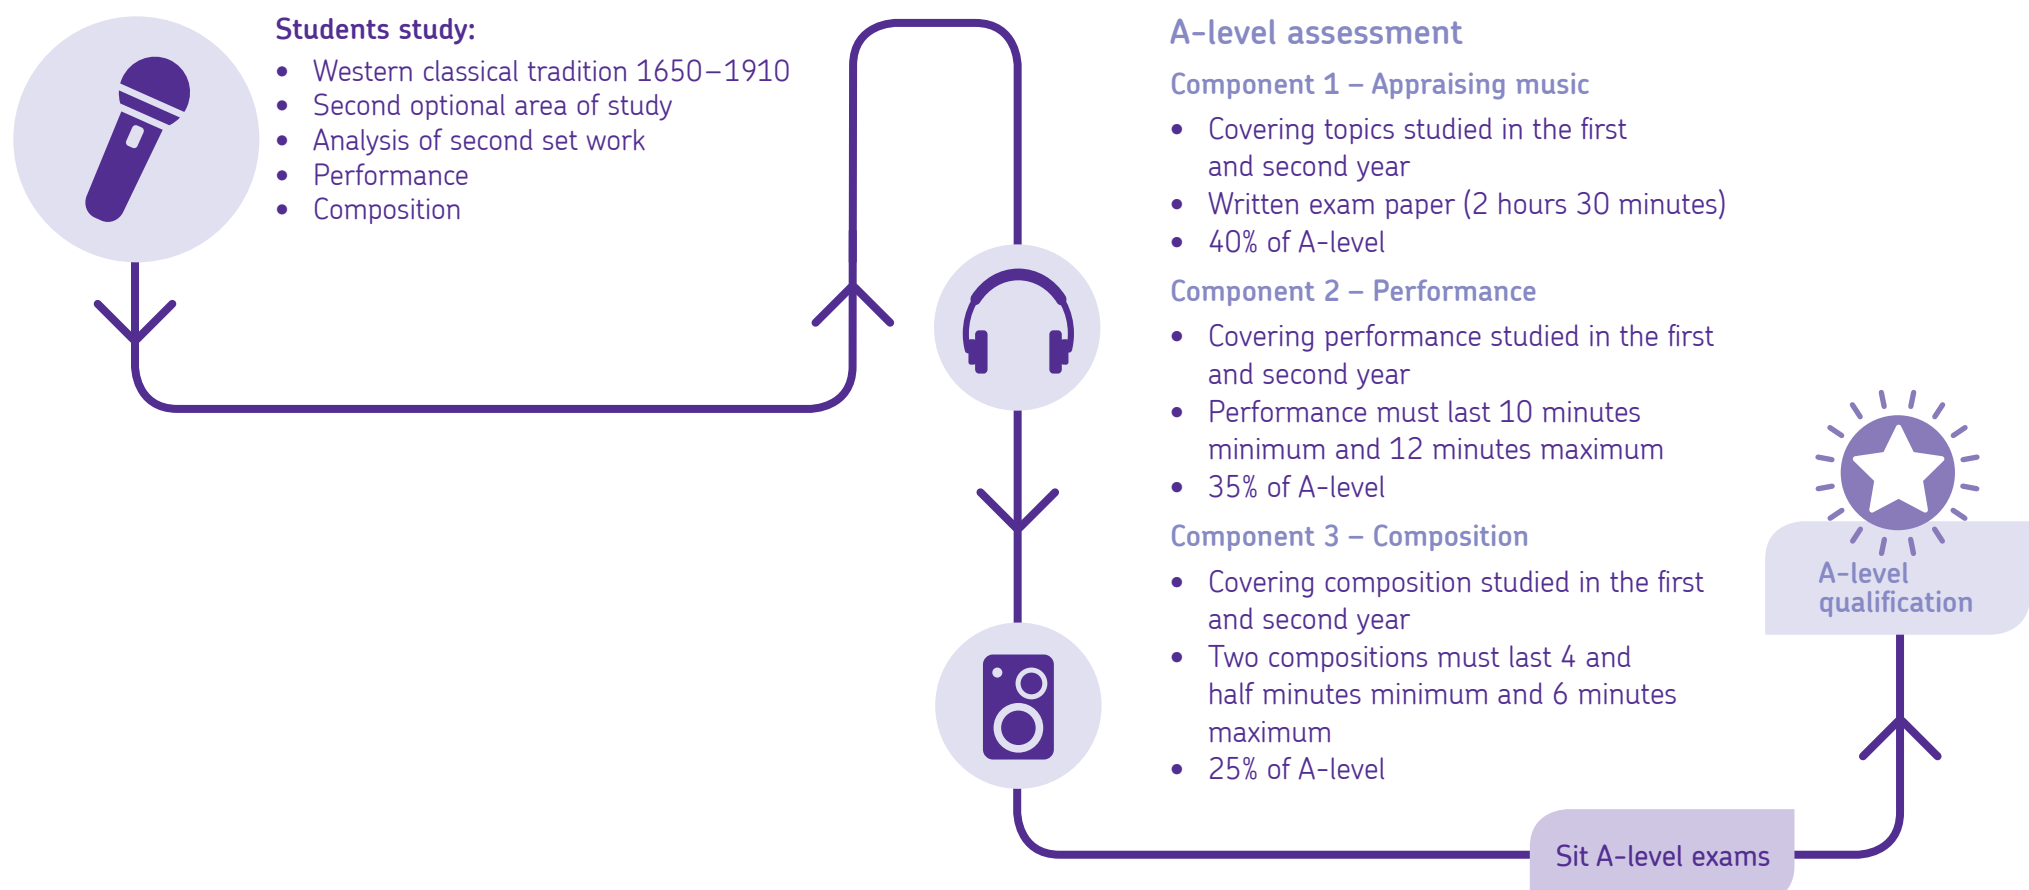 Students study:
• Western classical tradition 1650–1910
• Second optional area of study
• Analysis of second set work
• Performance
• Composition
A-level assessment
Component 1 – Appraising music
• Covering topics studied in the first
and second year
• Written exam paper (2 hours 30 minutes)
• 40% of A-level
Component 2 – Performance
• Covering performance studied in the first
and second year
• Performance must last 10 minutes
minimum and 12 minutes maximum
• 35% of A-level
Component 3 – Composition
• Covering composition studied in the first
and second year
• Two compositions must last 4 and
half minutes minimum and 6 minutes
maximum
• 25% of A-level
Sit A-level exams
A-level
qualification